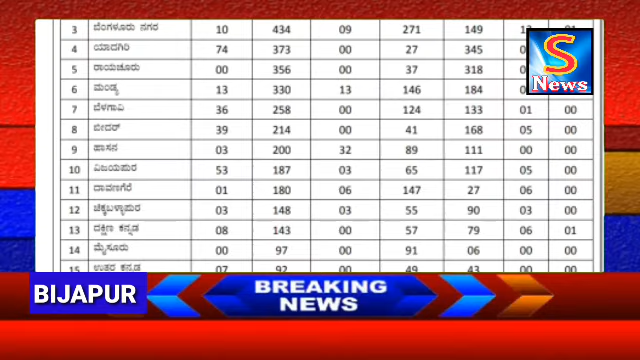 3 ಬೆಂಗಳೂರು ನಗರ 10 434 09 271 149
4 ಯಾದಗಿರಿ 74 373 00 27 345
5 ರಾಯಚೂರು 00 356 00 37 318
6 ಮಂಡ್ಯ 13 330 13 146 184
7 ಬೆಳಗಾವಿ 36 258 00 124 133 01 00
8 ಬೀದರ್ 39 214 00 41 168 05 00
9 ಹಾಸನ 03 200 32 89 111 00 00
10 ವಿಜಯಪುರ 53 187 03 65 117 05 00
11 ದಾವಣಗೆರೆ 01 180 06 147 27 06 00
12 ಚಿಕ್ಕಬಳ್ಳಾಪುರ 03 148 03 55 90 03 00
13 ದಕ್ಷಿಣ ಕನ್ನಡ 08 143 00 57 79 06 01
14 ಮೈಸೂರು 00 97 00 91 06 00 00
15 ಉತ್ತರ ಕನ್ನಡ 07 92 00 49 43 00 00
S
News
BIJAPUR
BREAKING
NEWS